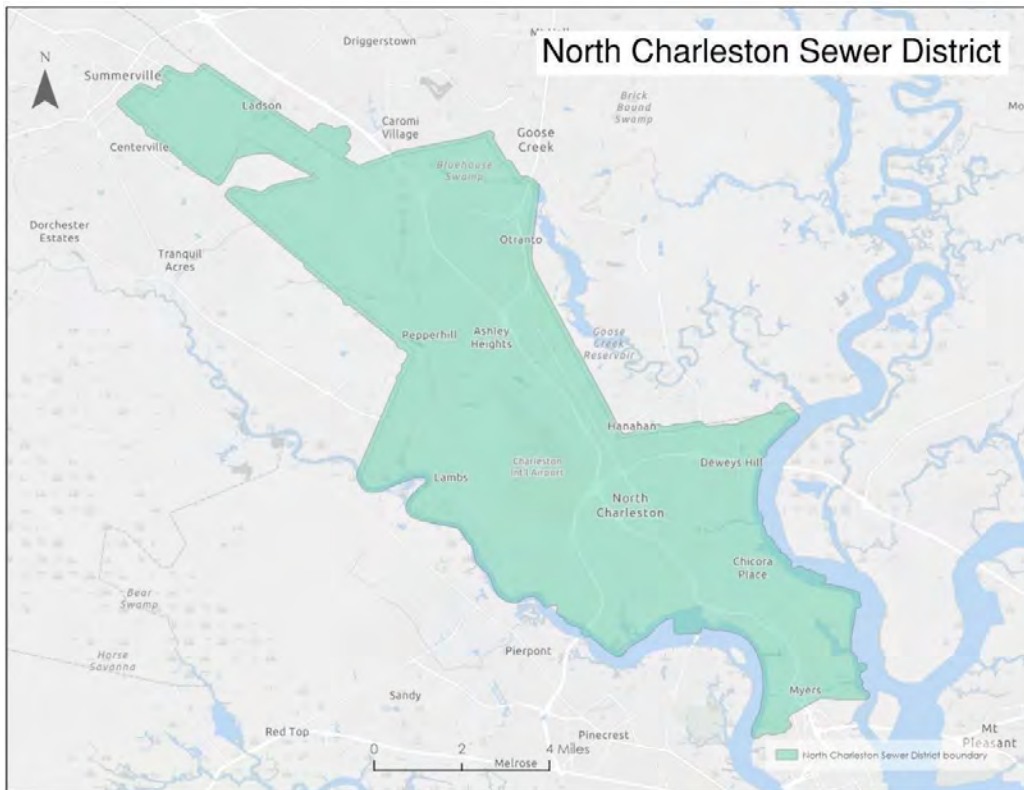 North Charleston Sewer District
N
Driggerstown
Summerville
Ladson
Brick
Bound
Swamp
Caromi
Village
Goose
Creek
Centerville
Bluehouse
Swamp
Dorchester
Estates
Otranto
Tranquil
Acres
Pepperhill
Ashley
Heights
Goose
Creek
Reservoir
Hanahan
Charleston
Int'l Airport
Deweys Hill
Lambs
North
Charleston
Chicora
Place
Bear
Swamp
Horse
Savanna
Pierpont
Sandy
Myers
Red Top
Pinecrest
Mt
Pleasant
0 2 4 Miles
Melrose
North Charleston Sewer District boundary